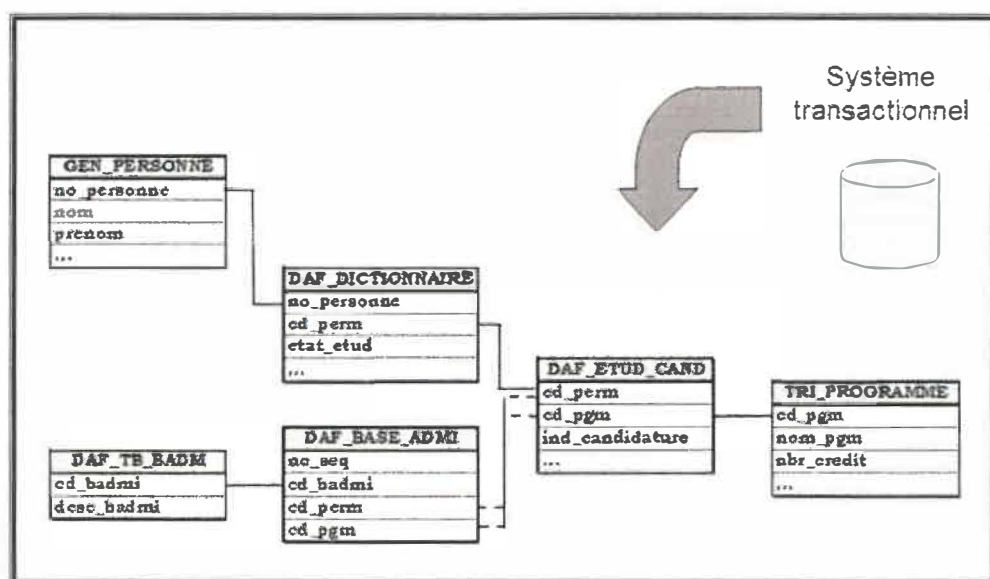 Système
transactionnel
GEN_PERSONNE
no_personne
nom
prenom
...
DAF_DICTIONNAIRE
no_personne
cd_perm
etat_etud
...
DAF_ETUD_CAND
cd_perm
cd_pgm
ind_candidature
...
TRI_PROGRAMME
cd_pgm
nom_pgm
nbr_credit
...
DAF_TB_BADM
cd_badmi
desc_badmi
DAF_BASE_ADMI
no_seq
cd_badmi
cd_perm
cd_pgm